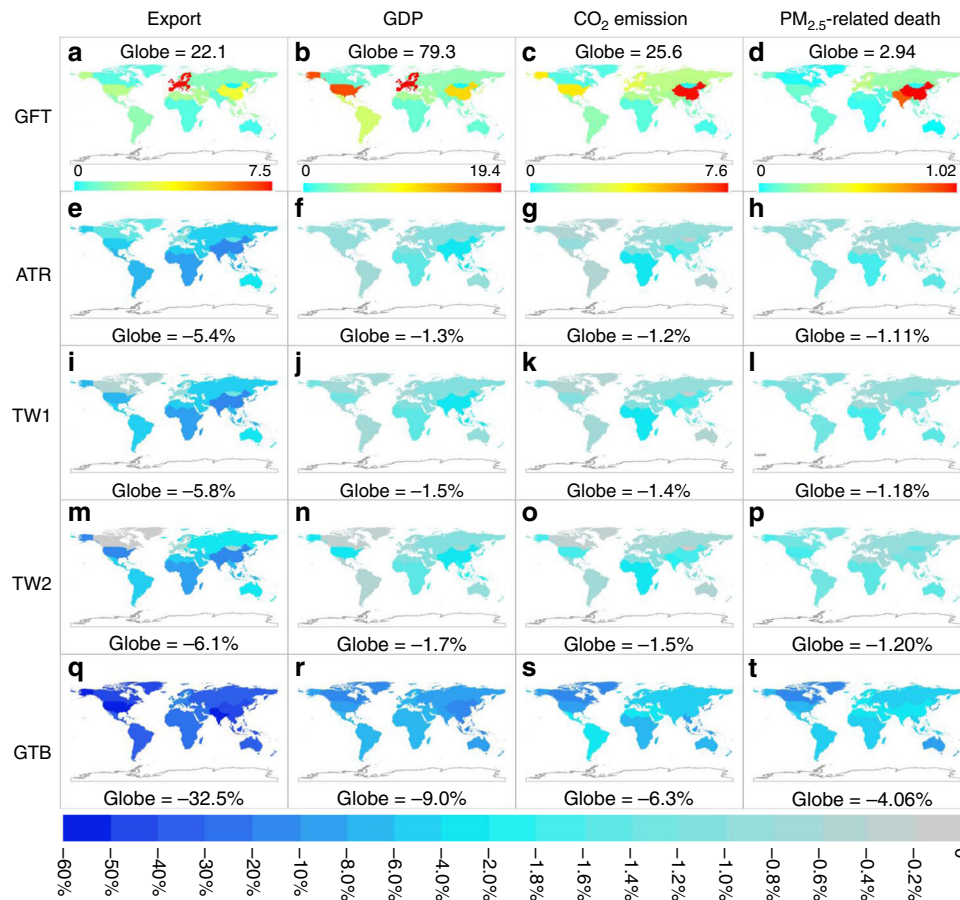 Export GDP CO₂ emission PM₂.₅-related death
a b c d
Globe = 22.1 Globe = 79.3 Globe = 25.6 Globe = 2.94
GFT
0 7.5 0 19.4 0 7.6 0 1.02
e f g h
ATR
Globe = –5.4% Globe = –1.3% Globe = –1.2% Globe = –1.11%
i j k l
TW1
Globe = –5.8% Globe = –1.5% Globe = –1.4% Globe = –1.18%
m n o p
TW2
Globe = –6.1% Globe = –1.7% Globe = –1.5% Globe = –1.20%
q r s t
GTB
Globe = –32.5% Globe = –9.0% Globe = –6.3% Globe = –4.06%
–60% –50% –40% –30% –20% –10% –8.0% –6.0% –4.0% –2.0% –1.8% –1.6% –1.4% –1.2% –1.0% –0.8% –0.6% –0.4% –0.2% 0